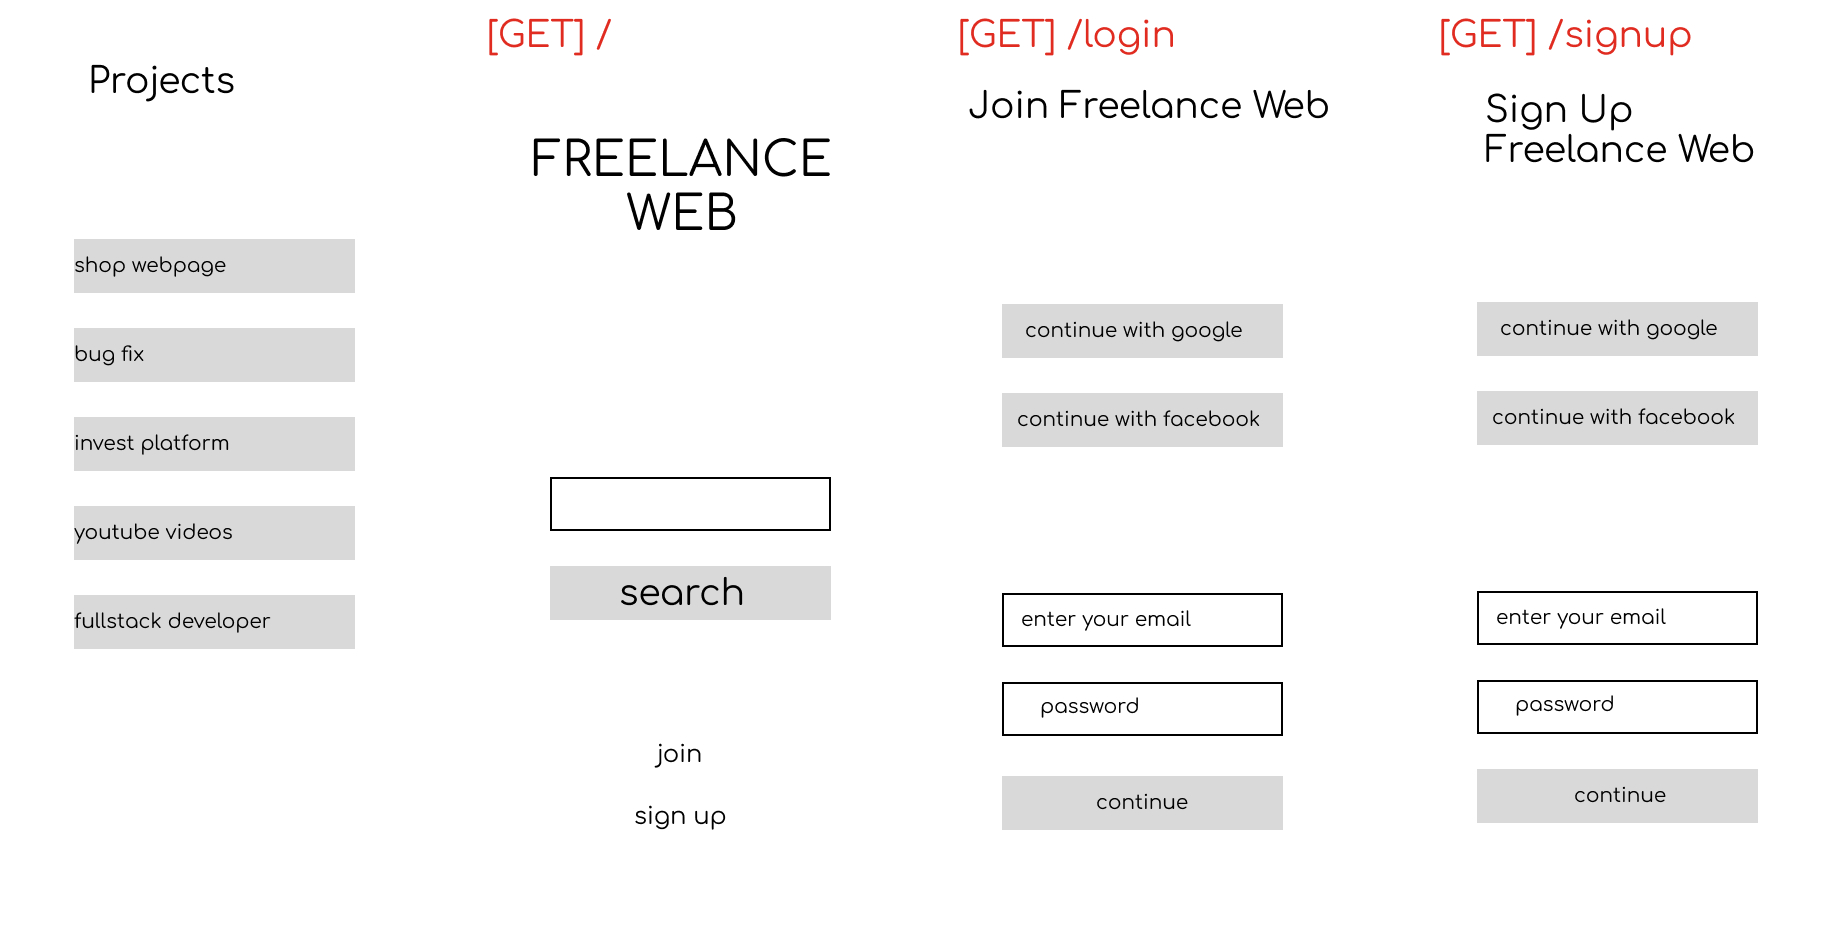 Projects
shop webpage
bug fix
invest platform
youtube videos
fullstack developer
[GET] /
FREELANCE
WEB
search
join
sign up
[GET] /login
Join Freelance Web
continue with google
continue with facebook
enter your email
password
continue
[GET] /signup
Sign Up
Freelance Web
continue with google
continue with facebook
enter your email
password
continue